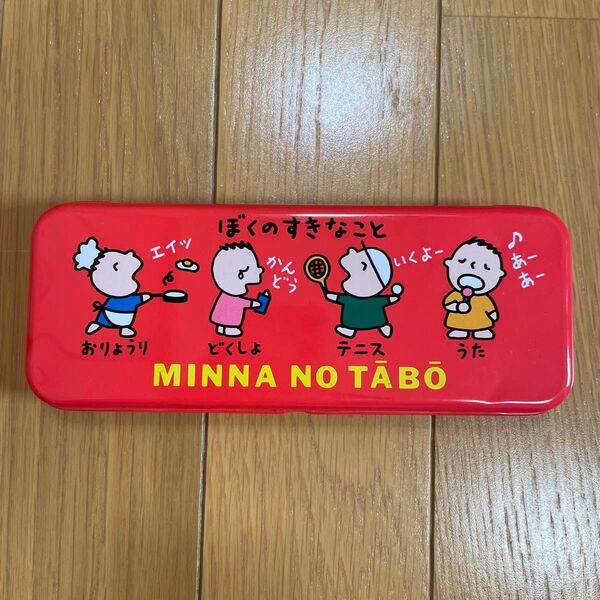 ぼくのすきなこと
エイッ
おりょうり
かん
どう
どくしょ
いくよー
テニス
♪あー
あー
うた
MINNA NO TĀBŌ